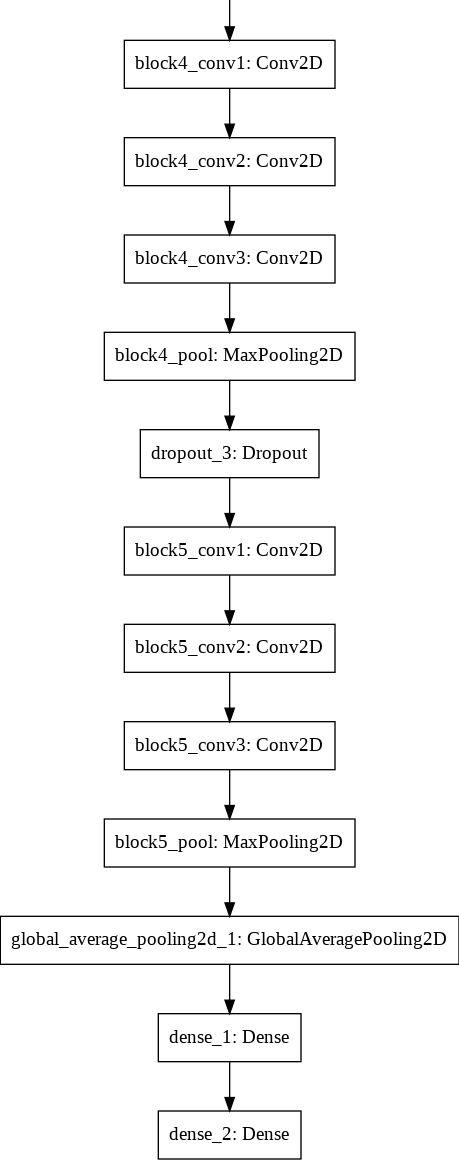 block4_conv1: Conv2D
block4_conv2: Conv2D
block4_conv3: Conv2D
block4_pool: MaxPooling2D
dropout_3: Dropout
block5_conv1: Conv2D
block5_conv2: Conv2D
block5_conv3: Conv2D
block5_pool: MaxPooling2D
global_average_pooling2d_1: GlobalAveragePooling2D
dense_1: Dense
dense_2: Dense